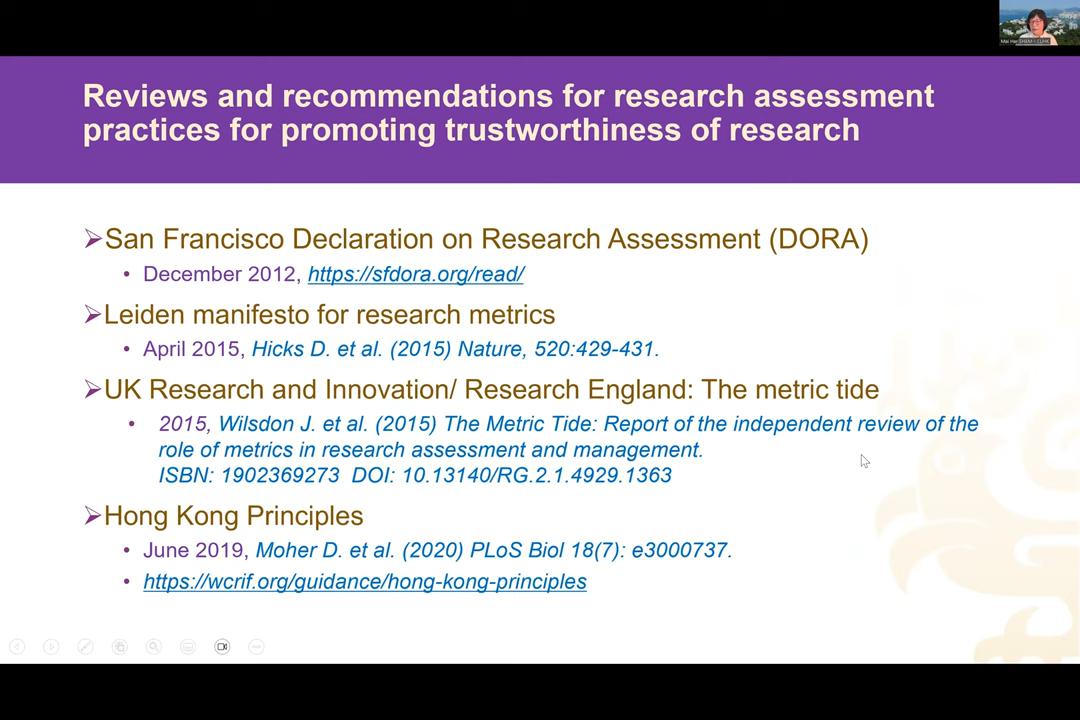 Reviews and recommendations for research assessment
practices for promoting trustworthiness of research
➢San Francisco Declaration on Research Assessment (DORA)
• December 2012, https://sfdora.org/read/
➢Leiden manifesto for research metrics
• April 2015, Hicks D. et al. (2015) Nature, 520:429-431.
➢UK Research and Innovation/ Research England: The metric tide
• 2015, Wilsdon J. et al. (2015) The Metric Tide: Report of the independent review of the
role of metrics in research assessment and management.
ISBN: 1902369273 DOI: 10.13140/RG.2.1.4929.1363
➢Hong Kong Principles
• June 2019, Moher D. et al. (2020) PLoS Biol 18(7): e3000737.
• https://wcrif.org/guidance/hong-kong-principles